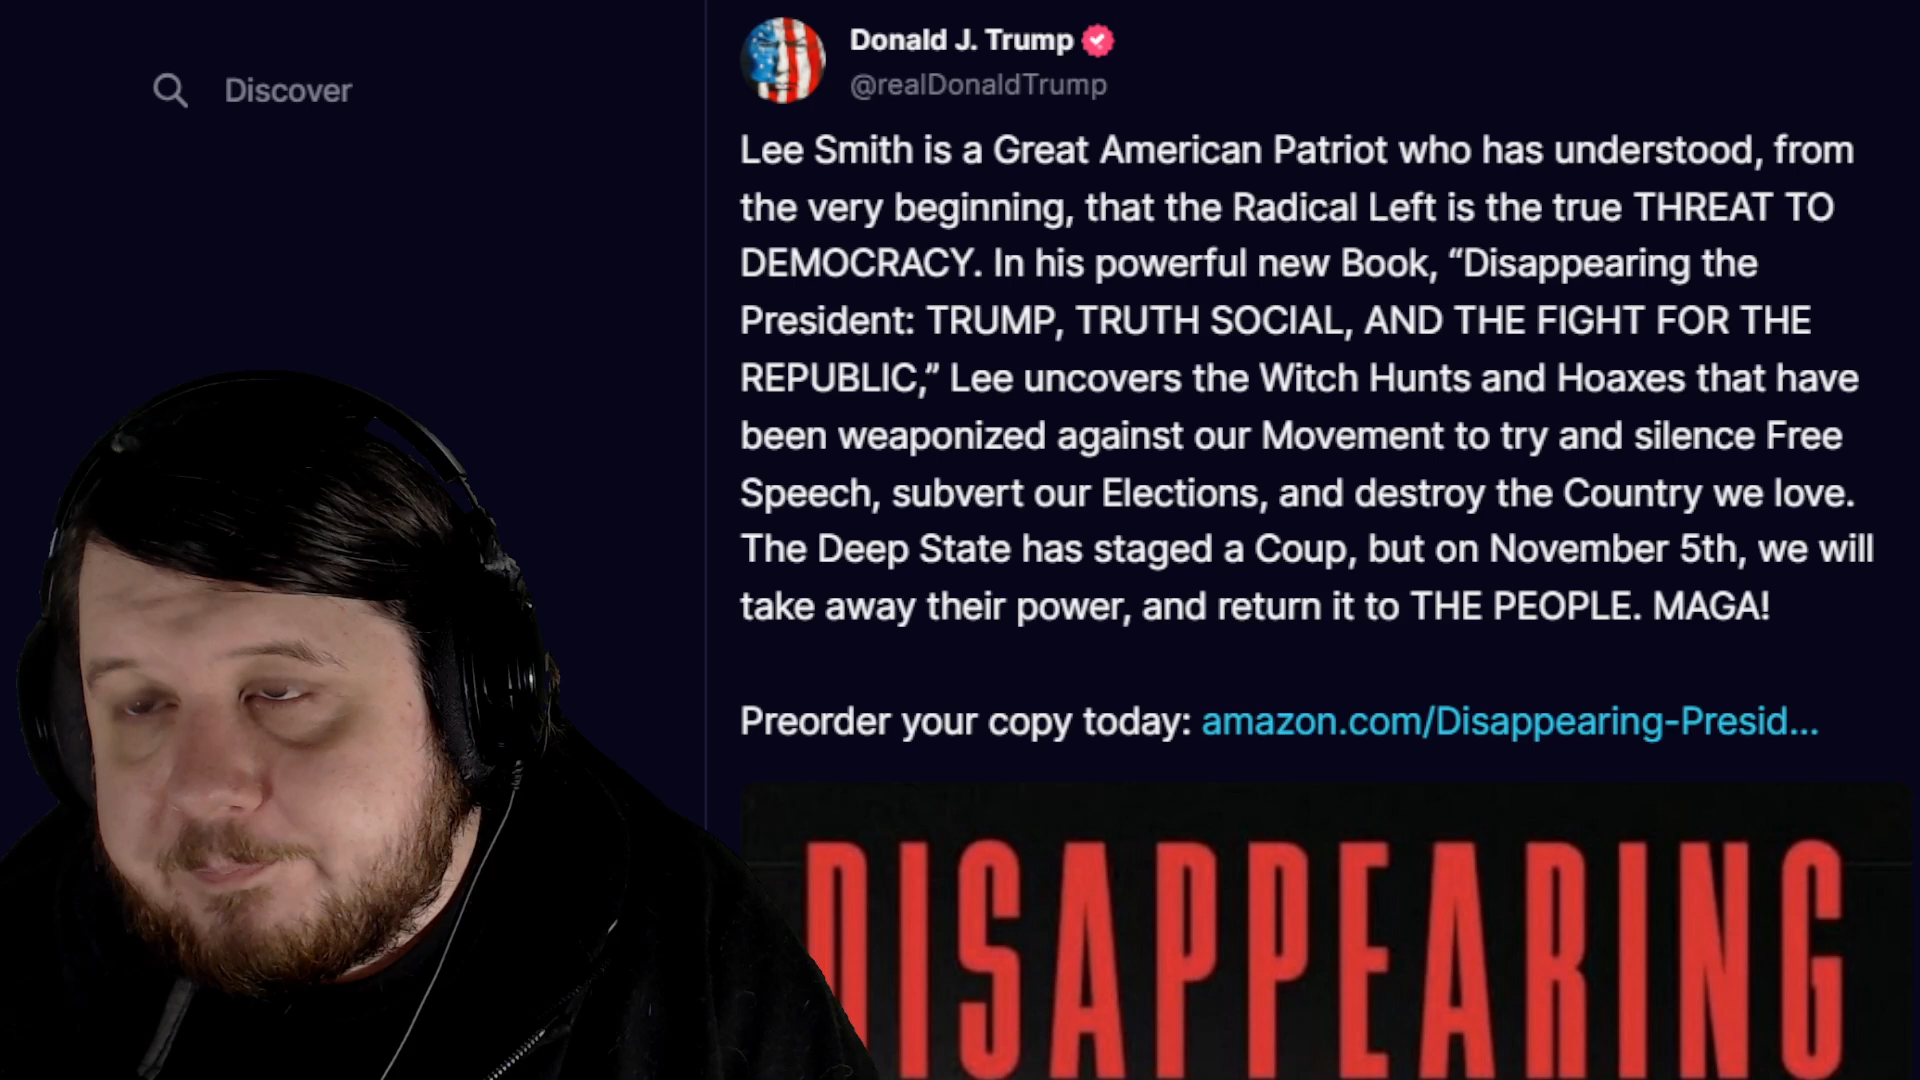 Discover
Donald J. Trump
@realDonaldTrump
Lee Smith is a Great American Patriot who has understood, from
the very beginning, that the Radical Left is the true THREAT TO
DEMOCRACY. In his powerful new Book, “Disappearing the
President: TRUMP, TRUTH SOCIAL, AND THE FIGHT FOR THE
REPUBLIC,” Lee uncovers the Witch Hunts and Hoaxes that have
been weaponized against our Movement to try and silence Free
Speech, subvert our Elections, and destroy the Country we love.
The Deep State has staged a Coup, but on November 5th, we will
take away their power, and return it to THE PEOPLE. MAGA!
Preorder your copy today: amazon.com/Disappearing-Presid...
DISAPPEARING